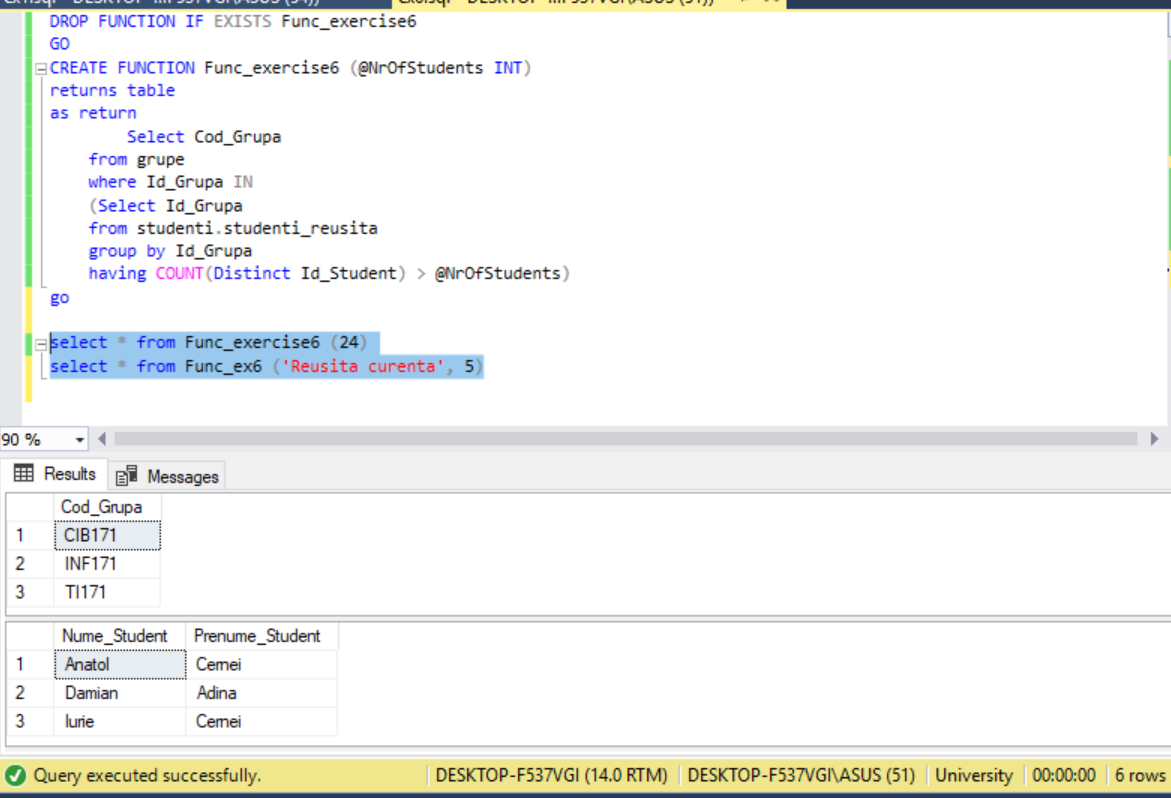 DROP FUNCTION IF EXISTS Func_exercise6
GO
CREATE FUNCTION Func_exercise6 (@NrOfStudents INT)
returns table
as return
Select Cod_Grupa
from grupe
where Id_Grupa IN
(Select Id_Grupa
from studenti.studenti_reusita
group by Id_Grupa
having COUNT(Distinct Id_Student) > @NrOfStudents)
go
select * from Func_exercise6 (24)
select * from Func_ex6 ('Reusita curenta', 5)
90 %
Results Messages
Cod_Grupa
1 CIB171
2 INF171
3 TI171
Nume_Student Prenume_Student
1 Anatol Cernei
2 Damian Adina
3 Iurie Cernei
Query executed successfully. DESKTOP-F537VGI (14.0 RTM) DESKTOP-F537VGI\ASUS (51) University 00:00:00 6 rows